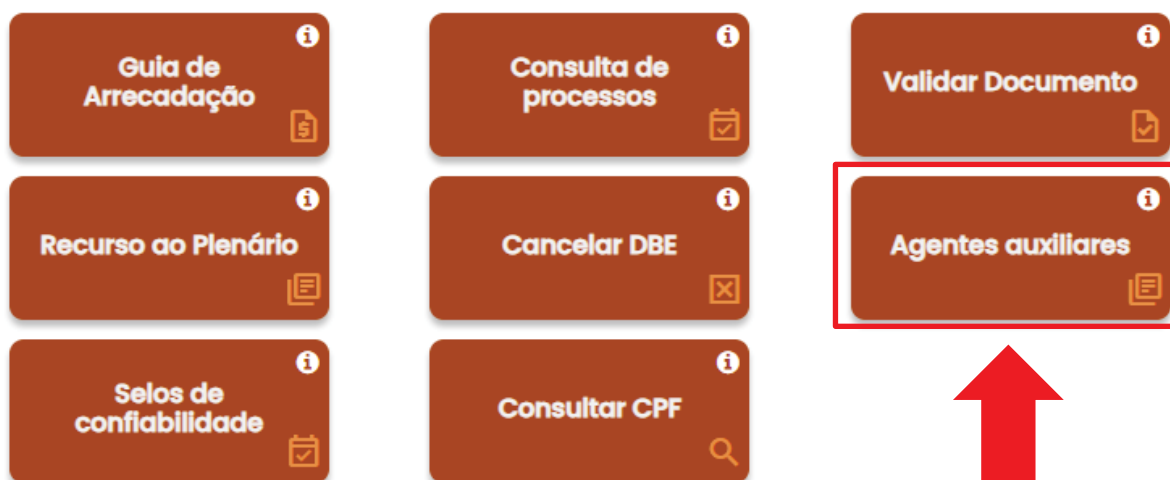 Guia de
Arrecadação
Consulta de
processos
Validar Documento
Recurso ao Plenário
Cancelar DBE
Agentes auxiliares
Selos de
confiabilidade
Consultar CPF